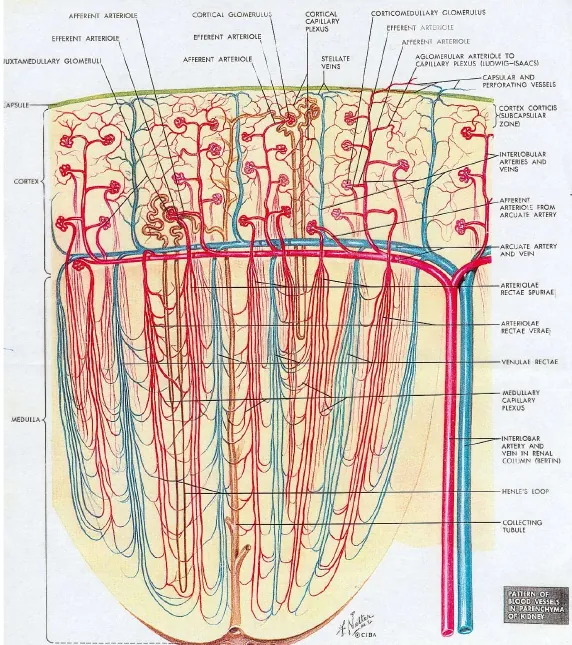 AFFERENT ARTERIOLE
CORTICAL GLOMERULUS
CORTICAL
CAPILLARY
PLEXUS
CORTICOMEDULLARY GLOMERULUS
EFFERENT ARTERIOLE
AFFERENT ARTERIOLE
EFFERENT ARTERIOLE
EFFERENT ARTERIOLE
UXTAMEDULLARY GLOMERULI
AFFERENT ARTERIOLE
STELLATE
VEINS
AGLOMERULAR ARTERIOLE TO
CAPILLARY PLEXUS (LUDWIG-ISAACS)
CAPSULAR AND
PERFORATING VESSELS
APSULE
CORTEX CORTICIS
(SUBCAPSULAR
ZONE)
INTERLOBULAR
ARTERIES AND
VEINS
CORTEX
AFFERENT
ARTERIOLE FROM
ARCUATE ARTERY
ARCUATE ARTERY
AND VEIN
ARTERIOLAE
RECTAE SPURIAE)
ARTERIOLAE
RECTAE VERAE)
VENULAE RECTAE
MEDULLARY
CAPILLARY
PLEXUS
MEDULLA
INTERLOBAR
ARTERY AND
VEIN IN RENAL
COLUMN (BERTIN)
HENLE'S LOOP
COLLECTING
TUBULE
PATTERN OF
BLOOD VESSELS
IN PARENCHYMA
OF KIDNEY
F. Netter
M.D.
© CIBA